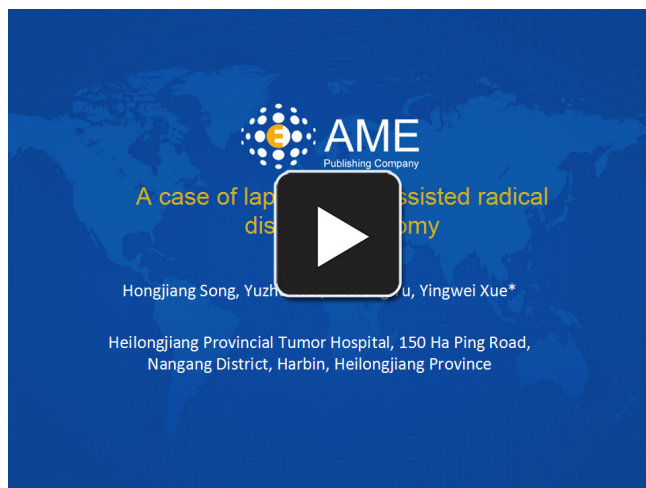 AME
Publishing Company
A case of lap ssisted radical
dis omy
Hongjiang Song, Yuzh u, Yingwei Xue*
Heilongjiang Provincial Tumor Hospital, 150 Ha Ping Road,
Nangang District, Harbin, Heilongjiang Province